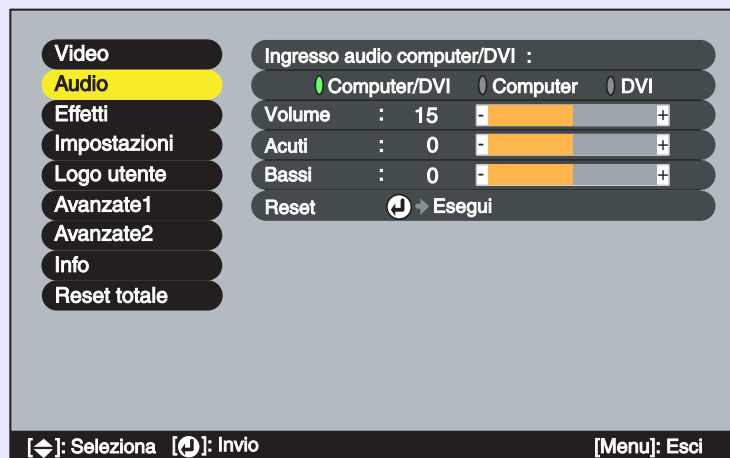 Video
Audio
Effetti
Impostazioni
Logo utente
Avanzate1
Avanzate2
Info
Reset totale
Ingresso audio computer/DVI :
Computer/DVI Computer DVI
Volume : 15 - +
Acuti : 0 - +
Bassi : 0 - +
Reset Esegui
[ ]: Seleziona [ ]: Invio [Menu]: Esci